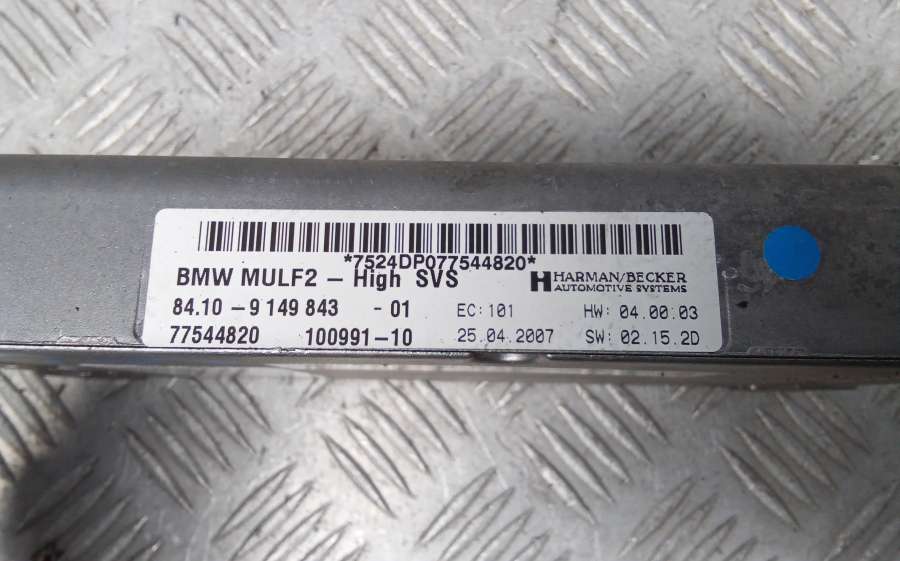 *7524DP077544820*
BMW MULF2 - High SVS
HARMAN/BECKER
AUTOMOTIVE SYSTEMS
84.10 - 9 149 843 - 01 EC: 101 HW: 04.00.03
77544820 100991-10 25.04.2007 SW: 02.15.2D